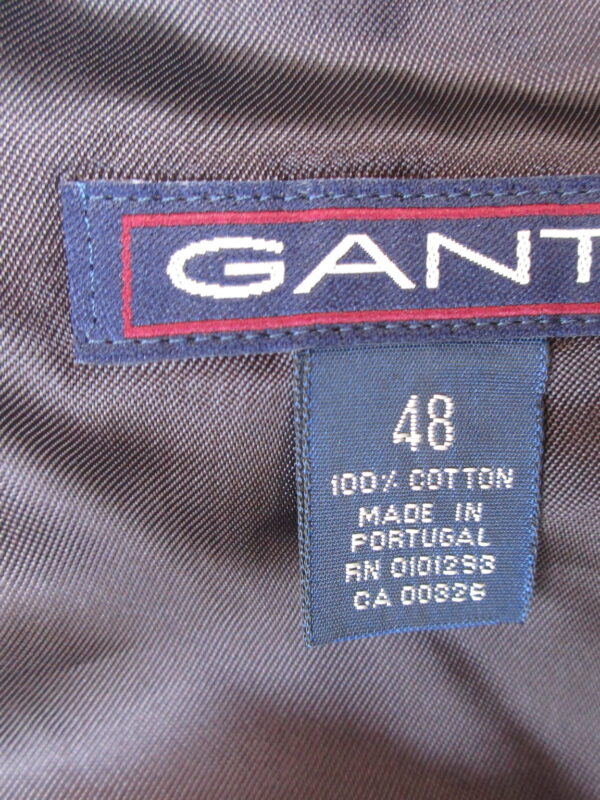 GANT
48
100% COTTON
MADE IN
PORTUGAL
RN 0101293
CA 00326